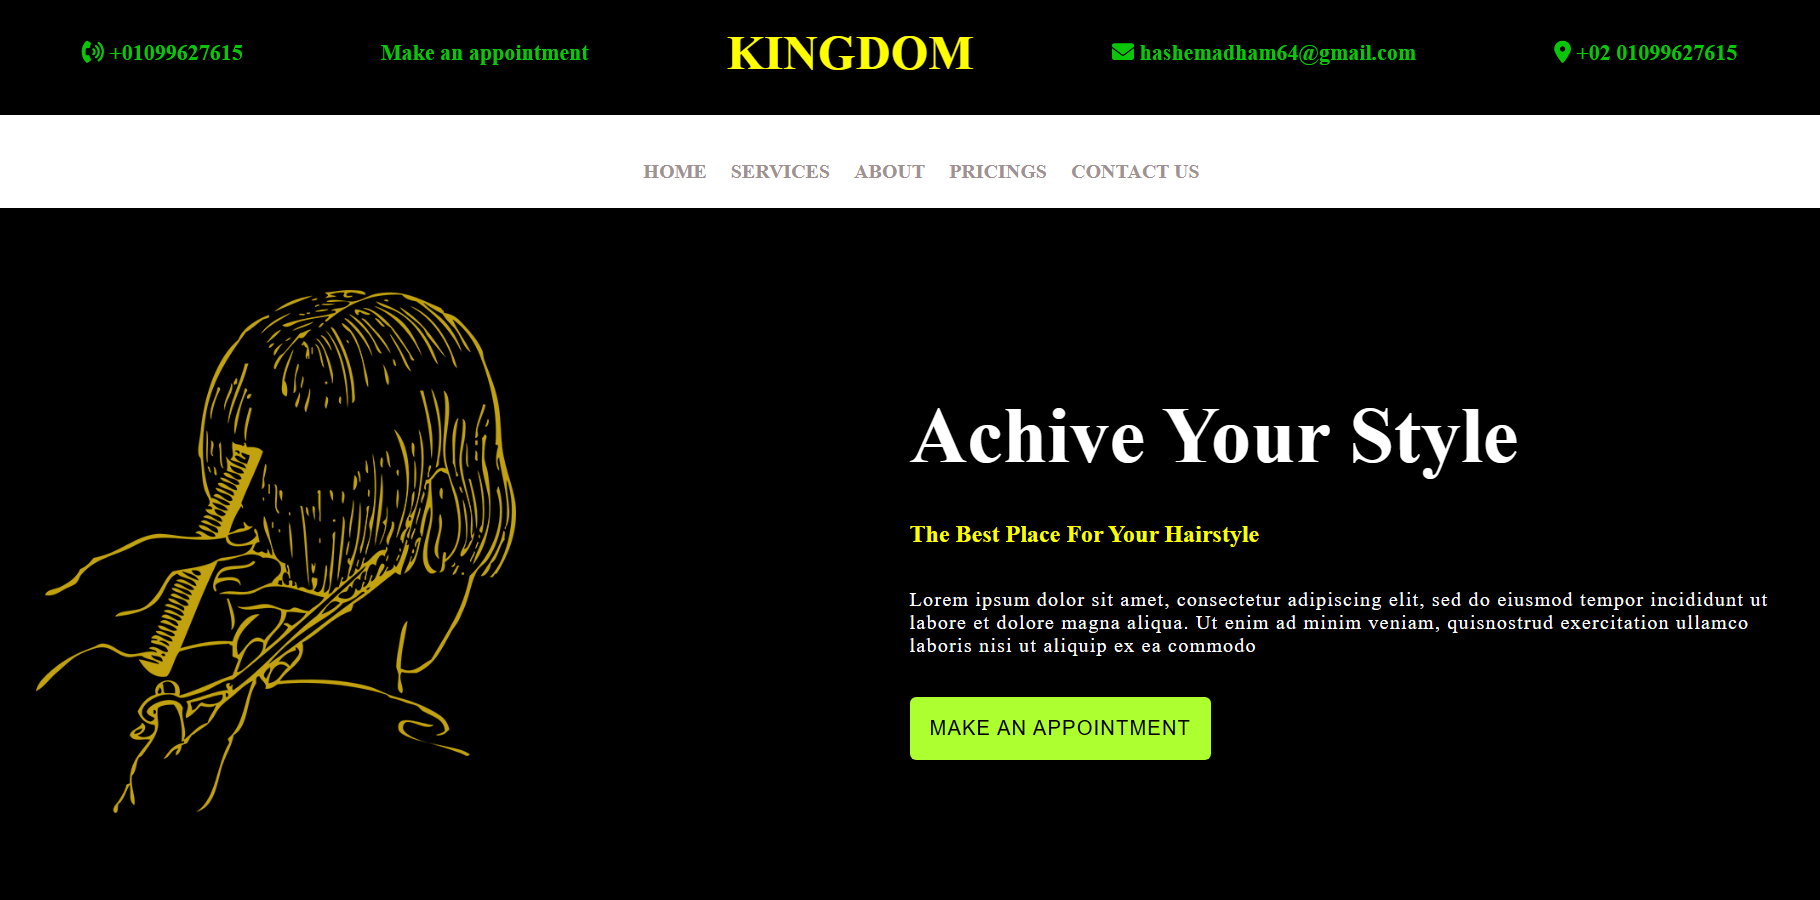 +01099627615
Make an appointment
KINGDOM
hashemadham64@gmail.com
+02 01099627615
HOME SERVICES ABOUT PRICINGS CONTACT US
Achive Your Style
The Best Place For Your Hairstyle
Lorem ipsum dolor sit amet, consectetur adipiscing elit, sed do eiusmod tempor incididunt ut
labore et dolore magna aliqua. Ut enim ad minim veniam, quisnostrud exercitation ullamco
laboris nisi ut aliquip ex ea commodo
MAKE AN APPOINTMENT